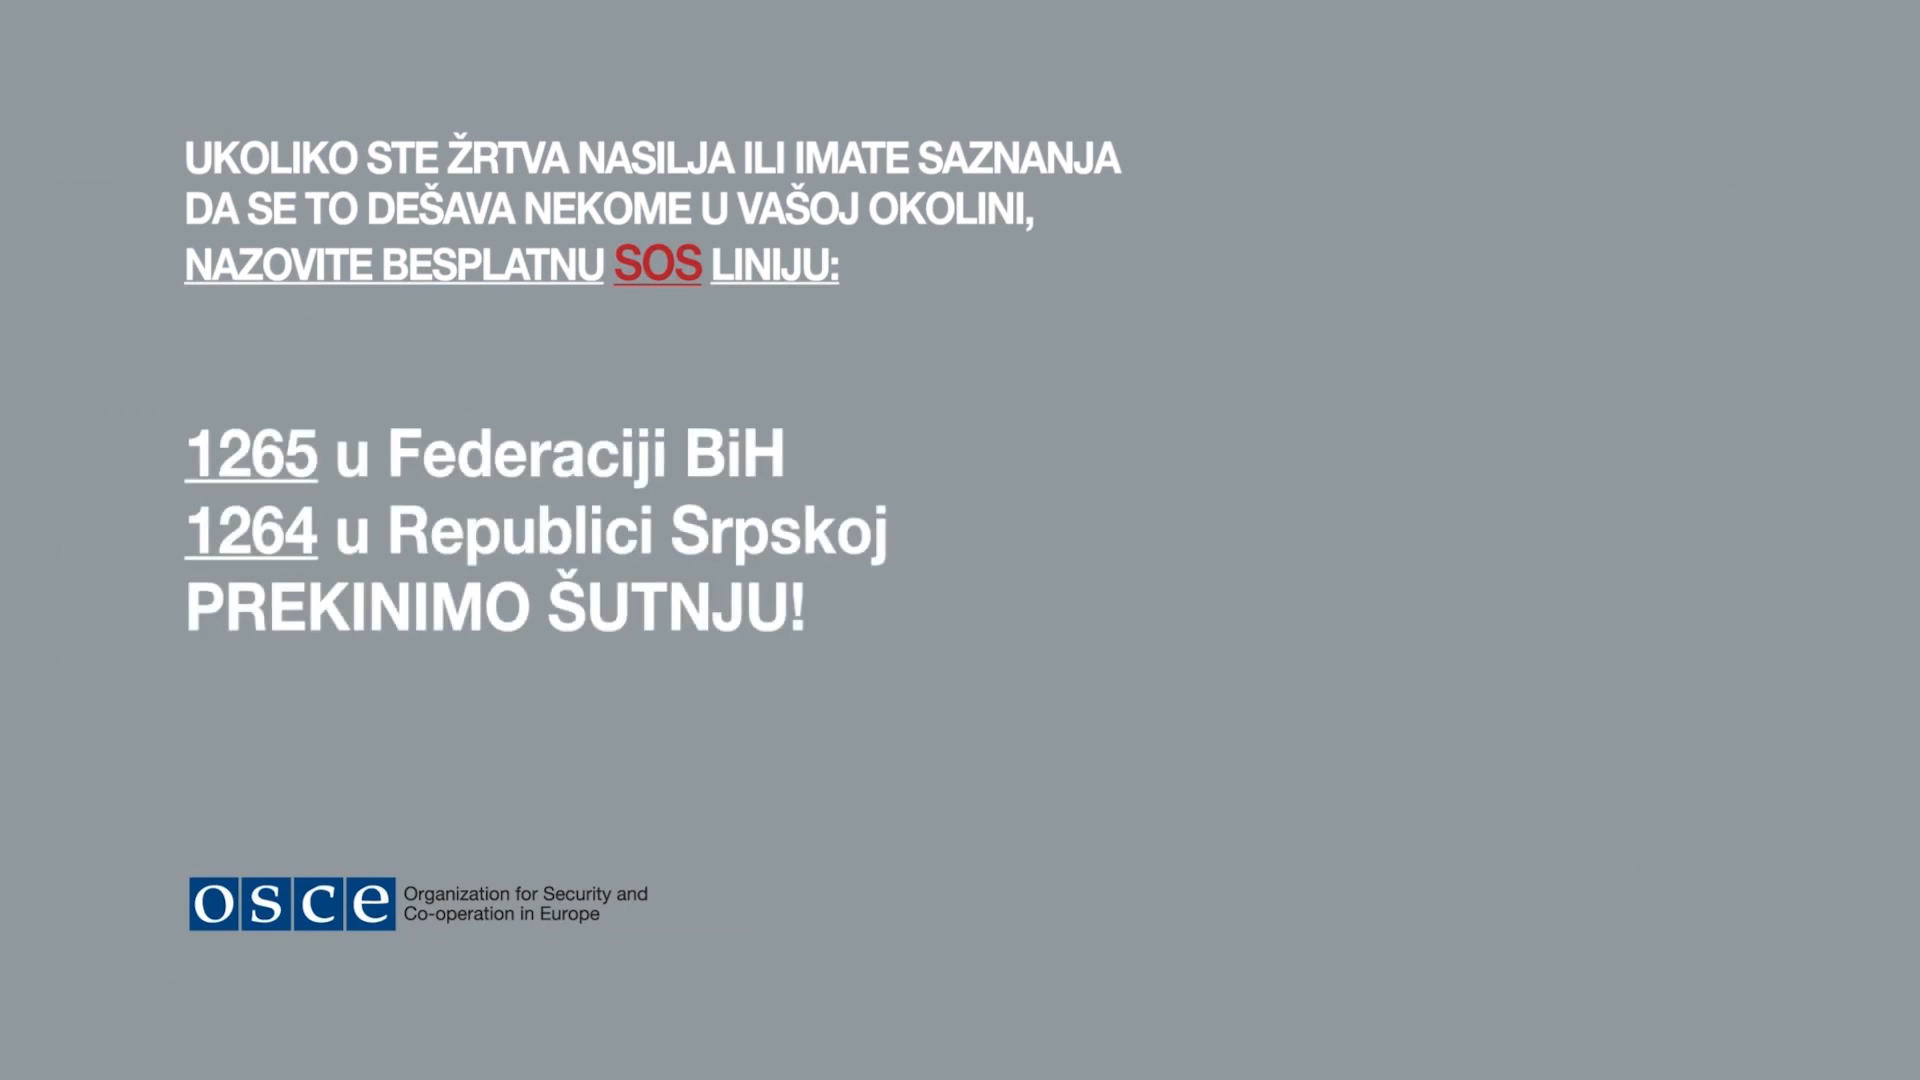 UKOLIKO STE ŽRTVA NASILJA ILI IMATE SAZNANJA
DA SE TO DEŠAVA NEKOME U VAŠOJ OKOLINI,
NAZOVITE BESPLATNU SOS LINIJU:
1265 u Federaciji BiH
1264 u Republici Srpskoj
PREKINIMO ŠUTNJU!
osce
Organization for Security and
Co-operation in Europe